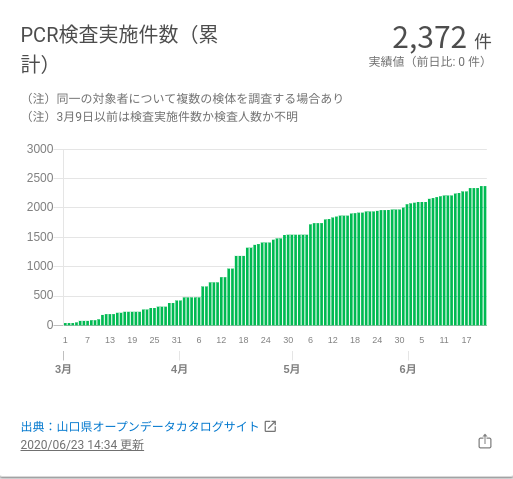 PCR検査実施件数（累
計）
2,372 件
実績値（前日比: 0 件）
（注）同一の対象者について複数の検体を調査する場合あり
（注）3月9日以前は検査実施件数か検査人数か不明
3000
2500
2000
1500
1000
500
0
1 7 13 19 25 31 6 12 18 24 30 6 12 18 24 30 5 11 17
3月 4月 5月 6月
出典：山口県オープンデータカタログサイト
2020/06/23 14:34 更新